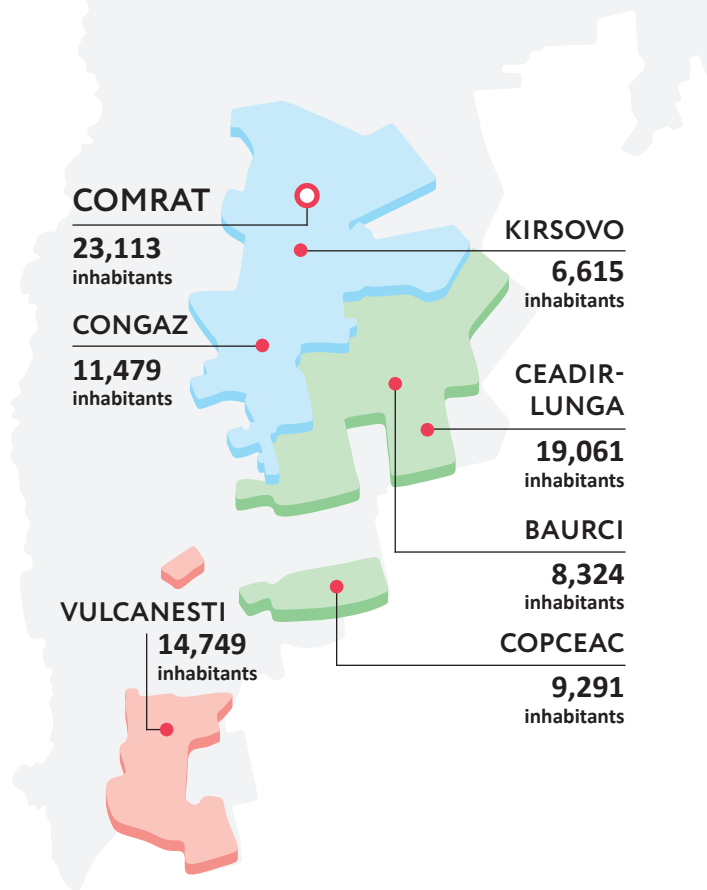 COMRAT
23,113
inhabitants
KIRSOVO
6,615
inhabitants
CONGAZ
11,479
inhabitants
CEADIR-
LUNGA
19,061
inhabitants
BAURCI
8,324
inhabitants
VULCANESTI
14,749
inhabitants
COPCEAC
9,291
inhabitants